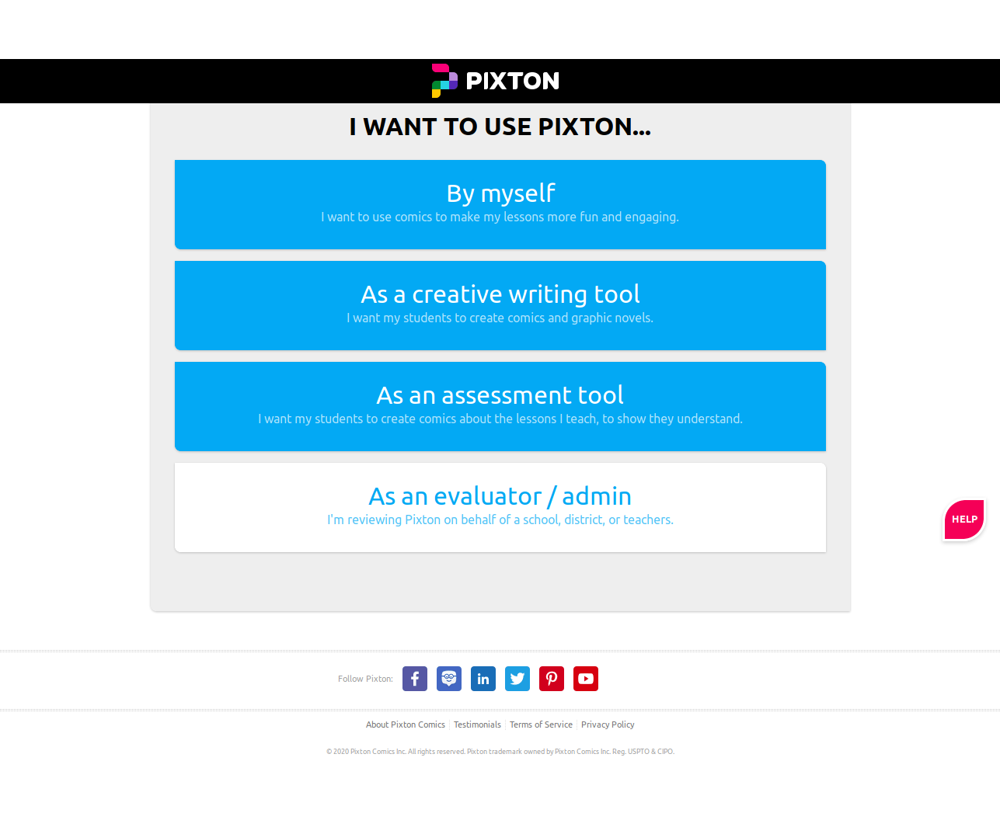 PIXTON
I WANT TO USE PIXTON...
By myself
I want to use comics to make my lessons more fun and engaging.
As a creative writing tool
I want my students to create comics and graphic novels.
As an assessment tool
I want my students to create comics about the lessons I teach, to show they understand.
As an evaluator / admin
I'm reviewing Pixton on behalf of a school, district, or teachers.
HELP
Follow Pixton:
About Pixton Comics Testimonials Terms of Service Privacy Policy
© 2020 Pixton Comics Inc. All rights reserved. Pixton trademark owned by Pixton Comics Inc. Reg. USPTO & CIPO.